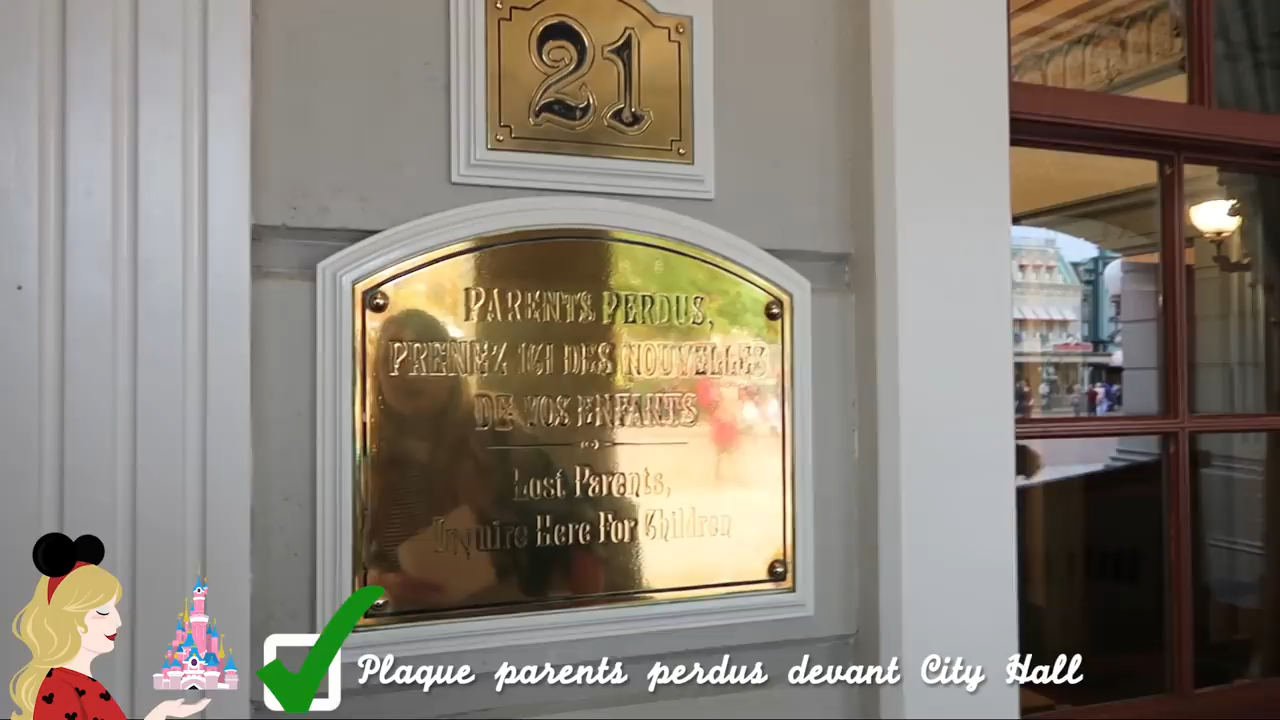 21
PARENTS PERDUS,
PRENEZ ICI DES NOUVELLES
DE VOS ENFANTS
Lost Parents,
Inquire Here For Children
Plaque parents perdus devant City Hall